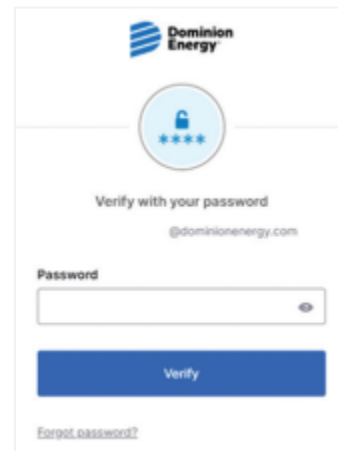 Dominion
Energy
****
Verify with your password
@dominionenergy.com
Password
Verify
Forgot password?